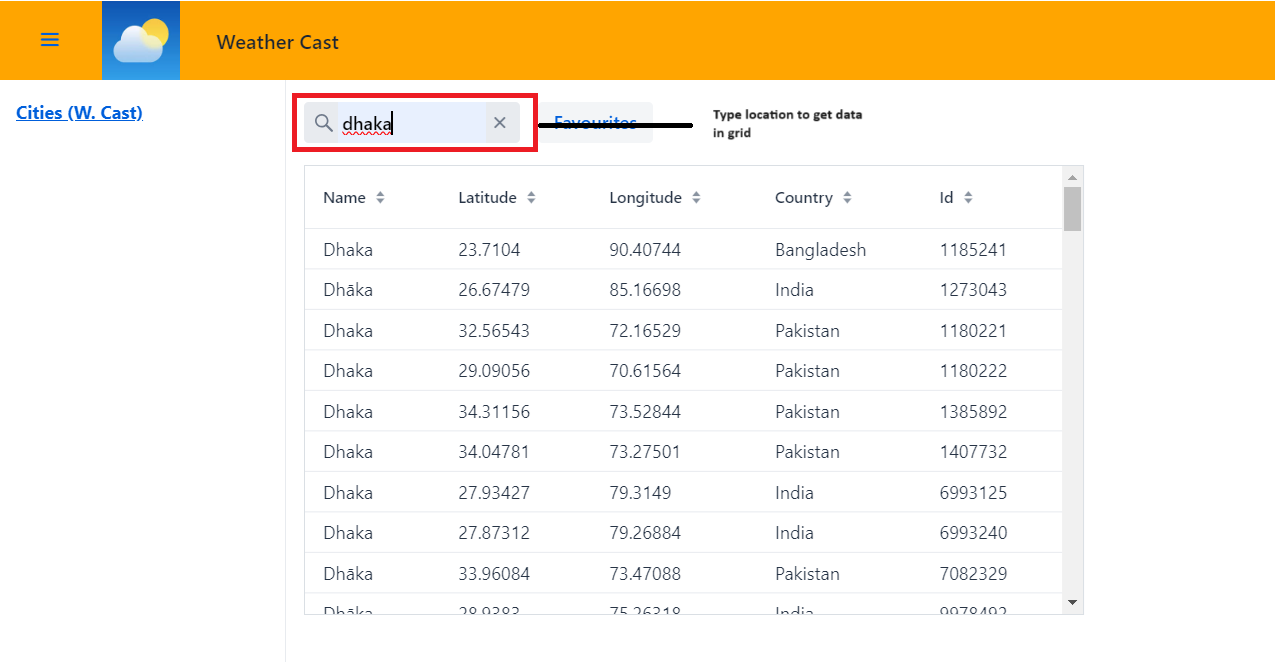 Weather Cast
Cities (W. Cast)
dhaka
Favourites
Type location to get data
in grid
Name Latitude Longitude Country Id
Dhaka 23.7104 90.40744 Bangladesh 1185241
Dhāka 26.67479 85.16698 India 1273043
Dhaka 32.56543 72.16529 Pakistan 1180221
Dhaka 29.09056 70.61564 Pakistan 1180222
Dhaka 34.31156 73.52844 Pakistan 1385892
Dhaka 34.04781 73.27501 Pakistan 1407732
Dhaka 27.93427 79.3149 India 6993125
Dhaka 27.87312 79.26884 India 6993240
Dhāka 33.96084 73.47088 Pakistan 7082329
Dhāka 28.9383 75.26318 India 9978492